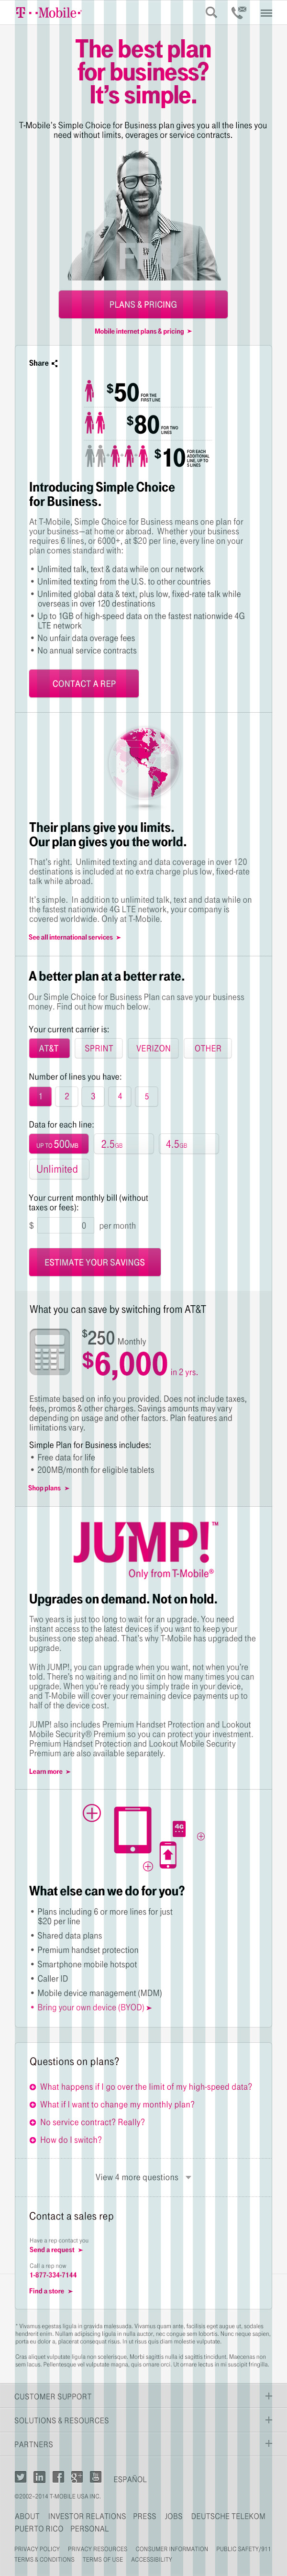 T··Mobile·
The best plan
for business?
It's simple.
T-Mobile's Simple Choice for Business plan gives you all the lines you
need without limits, overages or service contracts.
PLANS & PRICING
Mobile internet plans & pricing
Share
$50 FOR THE
FIRST LINE
$80 FOR TWO
LINES
$10 FOR EACH
ADDITIONAL
LINE, UP TO
5 LINES
Introducing Simple Choice
for Business.
At T-Mobile, Simple Choice for Business means one plan for
your business—at home or abroad. Whether your business
requires 6 lines, or 6000+, at $20 per line, every line on your
plan comes standard with:
• Unlimited talk, text & data while on our network
• Unlimited texting from the U.S. to other countries
• Unlimited global data & text, plus low, fixed-rate talk while
overseas in over 120 destinations
• Up to 1GB of high-speed data on the fastest nationwide 4G
LTE network
• No unfair data overage fees
• No annual service contracts
CONTACT A REP
Their plans give you limits.
Our plan gives you the world.
That's right. Unlimited texting and data coverage in over 120
destinations is included at no extra charge plus low, fixed-rate
talk while abroad.
It's simple. In addition to unlimited talk, text and data while on
the fastest nationwide 4G LTE network, your company is
covered worldwide. Only at T-Mobile.
See all international services
A better plan at a better rate.
Our Simple Choice for Business Plan can save your business
money. Find out how much below.
Your current carrier is:
AT&T SPRINT VERIZON OTHER
Number of lines you have:
1 2 3 4 5
Data for each line:
UP TO 500MB 2.5GB 4.5GB
Unlimited
Your current monthly bill (without
taxes or fees):
$ 0 per month
ESTIMATE YOUR SAVINGS
What you can save by switching from AT&T
$250 Monthly
$6,000 in 2 yrs.
Estimate based on info you provided. Does not include taxes,
fees, promos & other charges. Savings amounts may vary
depending on usage and other factors. Plan features and
limitations vary.
Simple Plan for Business includes:
• Free data for life
• 200MB/month for eligible tablets
Shop plans
JUMP!™
Only from T-Mobile®
Upgrades on demand. Not on hold.
Two years is just too long to wait for an upgrade. You need
instant access to the latest devices if you want to keep your
business one step ahead. That's why T-Mobile has upgraded the
upgrade.
With JUMP!, you can upgrade when you want, not when you're
told. There's no waiting and no limit on how many times you can
upgrade. When you're ready you simply trade in your device,
and T-Mobile will cover your remaining device payments up to
half of the device cost.
JUMP! also includes Premium Handset Protection and Lookout
Mobile Security® Premium so you can protect your investment.
Premium Handset Protection and Lookout Mobile Security
Premium are also available separately.
Learn more
4G
What else can we do for you?
• Plans including 6 or more lines for just
$20 per line
• Shared data plans
• Premium handset protection
• Smartphone mobile hotspot
• Caller ID
• Mobile device management (MDM)
• Bring your own device (BYOD)
Questions on plans?
What happens if I go over the limit of my high-speed data?
What if I want to change my monthly plan?
No service contract? Really?
How do I switch?
View 4 more questions
Contact a sales rep
Have a rep contact you
Send a request
Call a rep now
1-877-334-7144
Find a store
* Vivamus egestas ligula in gravida malesuada. Vivamus quam ante, facilisis eget augue at, sodales
hendrerit enim. Nullam adipiscing ligula in nulla auctor, nec congue sem lobortis. Nunc neque sapien,
porta eu dolor a, placerat consequat risus. In ut risus quis diam molestie vulputate.
Cras aliquet vulputate ligula non scelerisque. Morbi sagittis nulla id sagittis tincidunt. Maecenas non
sem lacus. Pellentesque vel vulputate magna, quis ornare orci. Ut ornare lectus in mi suscipit fringilla.
CUSTOMER SUPPORT
SOLUTIONS & RESOURCES
PARTNERS
ESPAÑOL
©2002–2014 T-MOBILE USA INC.
ABOUT INVESTOR RELATIONS PRESS JOBS DEUTSCHE TELEKOM
PUERTO RICO PERSONAL
PRIVACY POLICY PRIVACY RESOURCES CONSUMER INFORMATION PUBLIC SAFETY/911
TERMS & CONDITIONS TERMS OF USE ACCESSIBILITY